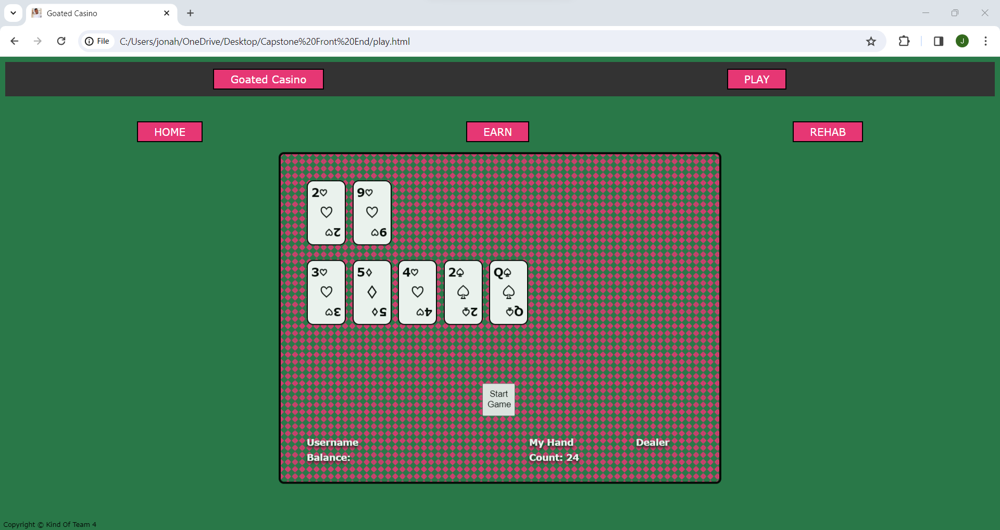 Goated Casino
File C:/Users/jonah/OneDrive/Desktop/Capstone%20Front%20End/play.html
J
Goated Casino PLAY
HOME EARN REHAB
2♡ 9♡
♡ ♡
2♡ 9♡
3♡ 5♢ 4♡ 2♤ Q♤
♡ ♢ ♡ ♤ ♤
3♡ 5♢ 4♡ 2♤ Q♤
Start
Game
Username My Hand Dealer
Balance: Count: 24
Copyright © Kind Of Team 4